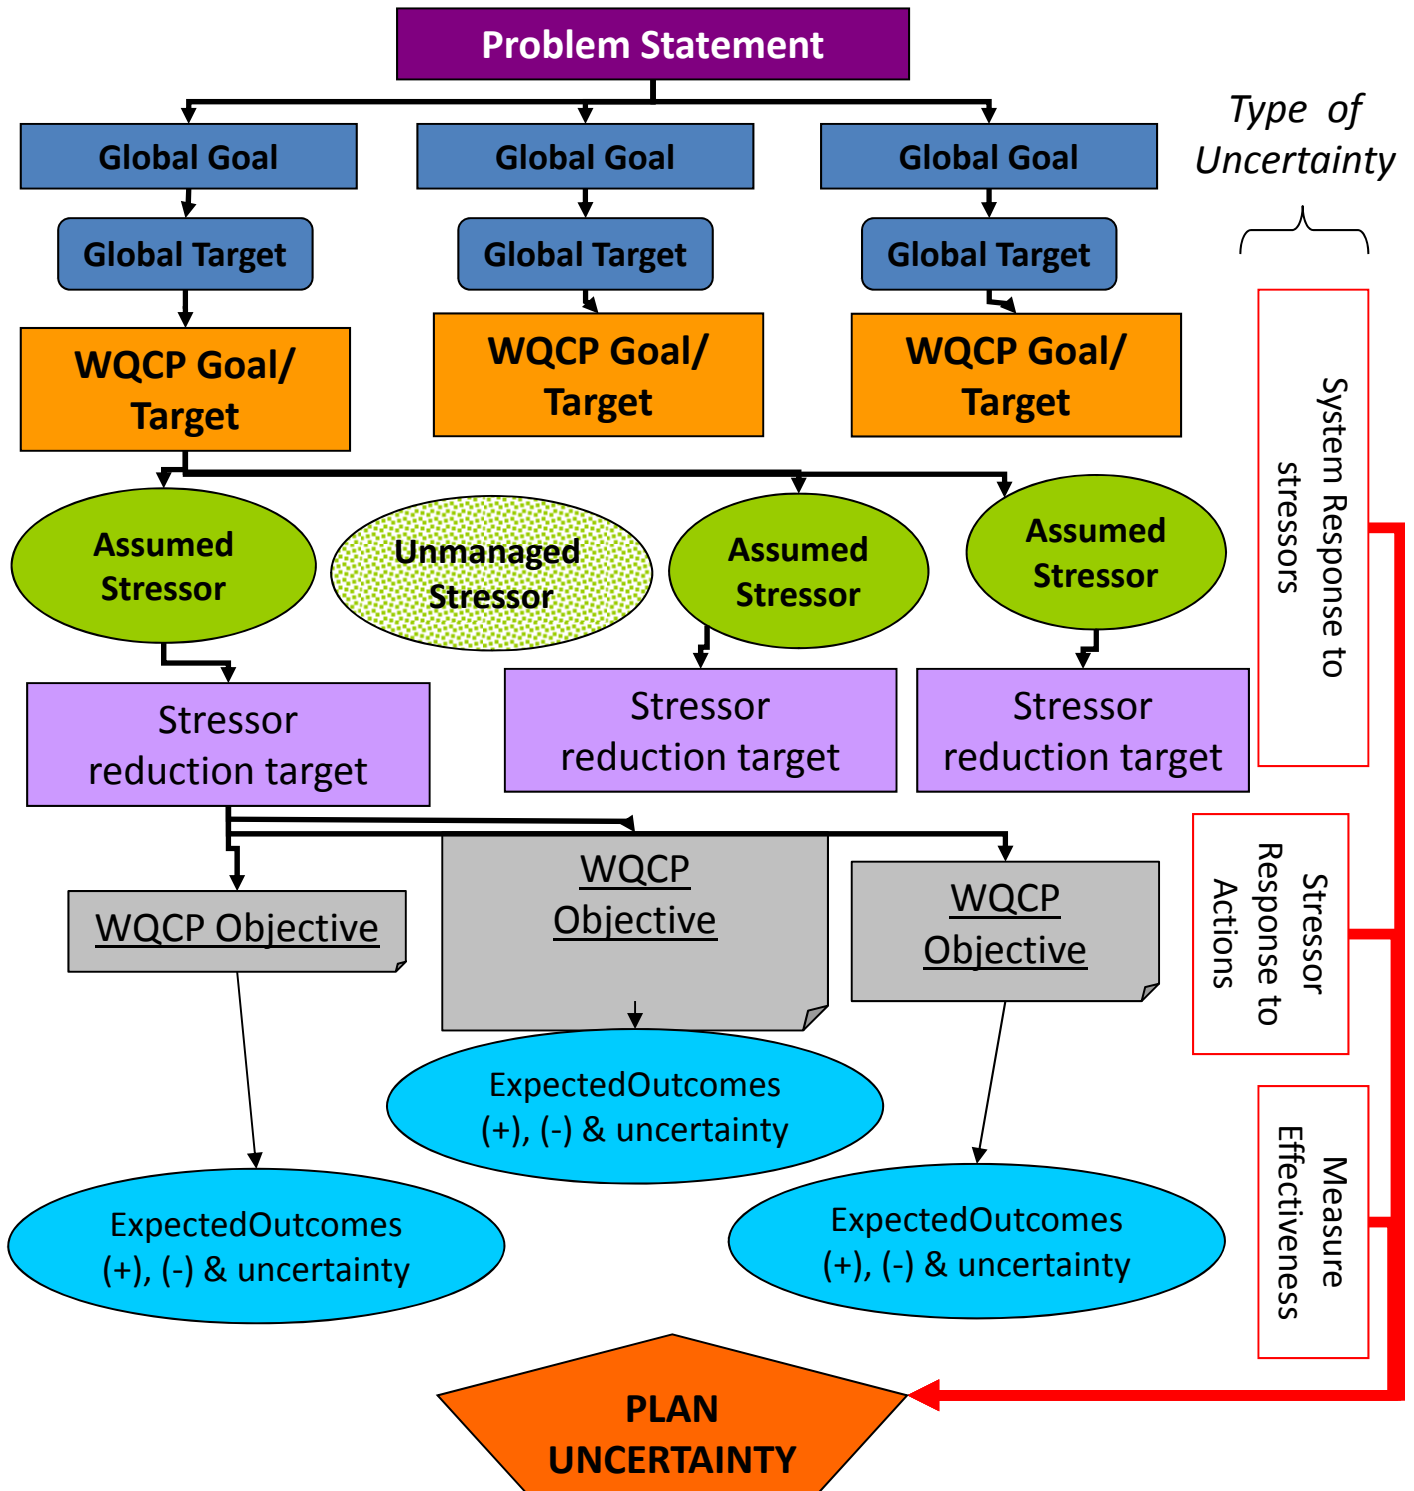 Problem Statement
Type of
Uncertainty
Global Goal
Global Goal
Global Goal
Global Target
Global Target
Global Target
WQCP Goal/
Target
WQCP Goal/
Target
WQCP Goal/
Target
System Response to
stressors
Assumed
Stressor
Unmanaged
Stressor
Assumed
Stressor
Assumed
Stressor
Stressor
reduction target
Stressor
reduction target
Stressor
reduction target
Stressor
Response to
Actions
WQCP Objective
WQCP
Objective
WQCP
Objective
Measure
Effectiveness
ExpectedOutcomes
(+), (-) & uncertainty
ExpectedOutcomes
(+), (-) & uncertainty
ExpectedOutcomes
(+), (-) & uncertainty
PLAN
UNCERTAINTY